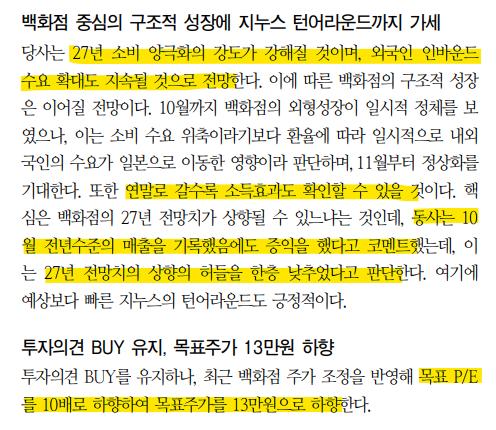 백화점 중심의 구조적 성장에 지누스 턴어라운드까지 가세
당사는 27년 소비 양극화의 강도가 강해질 것이며, 외국인 인바운드
수요 확대도 지속될 것으로 전망한다. 이에 따른 백화점의 구조적 성장
은 이어질 전망이다. 10월까지 백화점의 외형성장이 일시적 정체를 보
였으나, 이는 소비 수요 위축이라기보다 환율에 따라 일시적으로 내외
국인의 수요가 일본으로 이동한 영향이라 판단하며, 11월부터 정상화를
기대한다. 또한 연말로 갈수록 소득효과도 확인할 수 있을 것이다. 핵
심은 백화점의 27년 전망치가 상향될 수 있느냐는 것인데, 동사는 10
월 전년수준의 매출을 기록했음에도 증익을 했다고 코멘트했는데, 이
는 27년 전망치의 상향의 허들을 한층 낮추었다고 판단한다. 여기에
예상보다 빠른 지누스의 턴어라운드도 긍정적이다.
투자의견 BUY 유지, 목표주가 13만원 하향
투자의견 BUY를 유지하나, 최근 백화점 주가 조정을 반영해 목표 P/E
를 10배로 하향하여 목표주가를 13만원으로 하향한다.